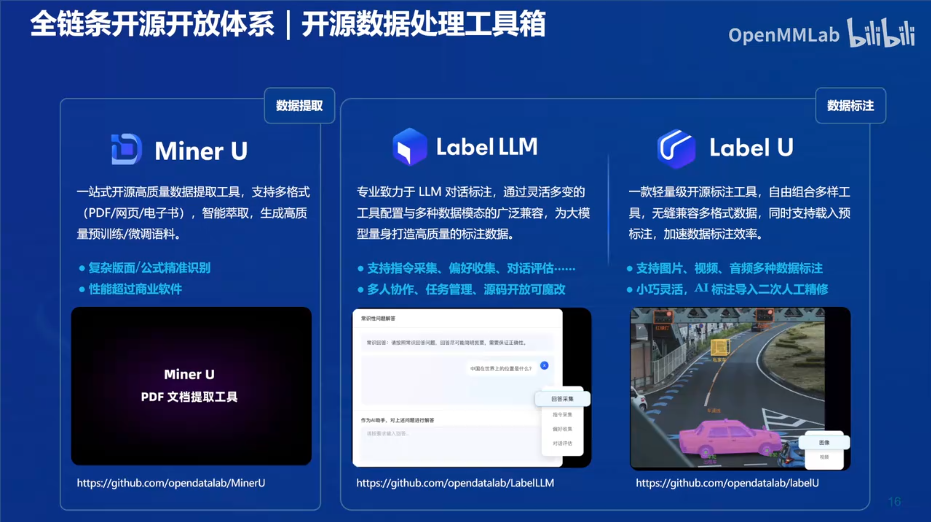 全链条开源开放体系｜开源数据处理工具箱
OpenMMLab bilibili
数据提取
Miner U
一站式开源高质量数据提取工具，支持多格式
（PDF/网页/电子书），智能萃取，生成高质
量预训练/微调语料。
● 复杂版面/公式精准识别
● 性能超过商业软件
Miner U
PDF 文档提取工具
https://github.com/opendatalab/MinerU
数据标注
Label LLM
专业致力于 LLM 对话标注，通过灵活多变的
工具配置与多种数据模态的广泛兼容，为大模
型量身打造高质量的标注数据。
● 支持指令采集、偏好收集、对话评估……
● 多人协作、任务管理、源码开放可魔改
常识性问题解答
中国在世界上的位置是什么？
回答采集
指令采集
偏好收集
对话评估
作为AI助手，对上述问题进行解答
https://github.com/opendatalab/LabelLLM
Label U
一款轻量级开源标注工具，自由组合多样工
具，无缝兼容多格式数据，同时支持载入预
标注，加速数据标注效率。
● 支持图片、视频、音频多种数据标注
● 小巧灵活，AI 标注导入二次人工精修
图像
视频
https://github.com/opendatalab/labelU
16